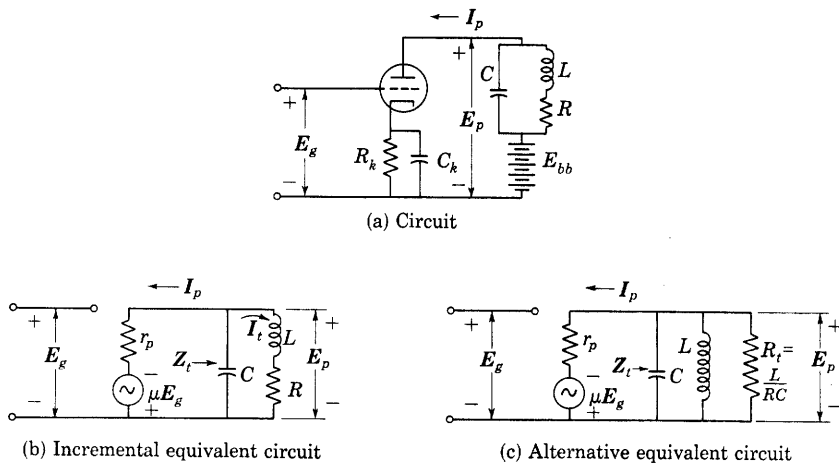 I_p
+
C
L
R
E_p
+
E_g
−
R_k
C_k
−
E_bb
(a) Circuit
I_p
+
E_g
−
r_p
−
μE_g
+
Z_t
C
I_t
L
R
+
E_p
−
(b) Incremental equivalent circuit
I_p
+
E_g
−
r_p
−
μE_g
+
Z_t
C
L
R_t =
L
RC
+
E_p
−
(c) Alternative equivalent circuit